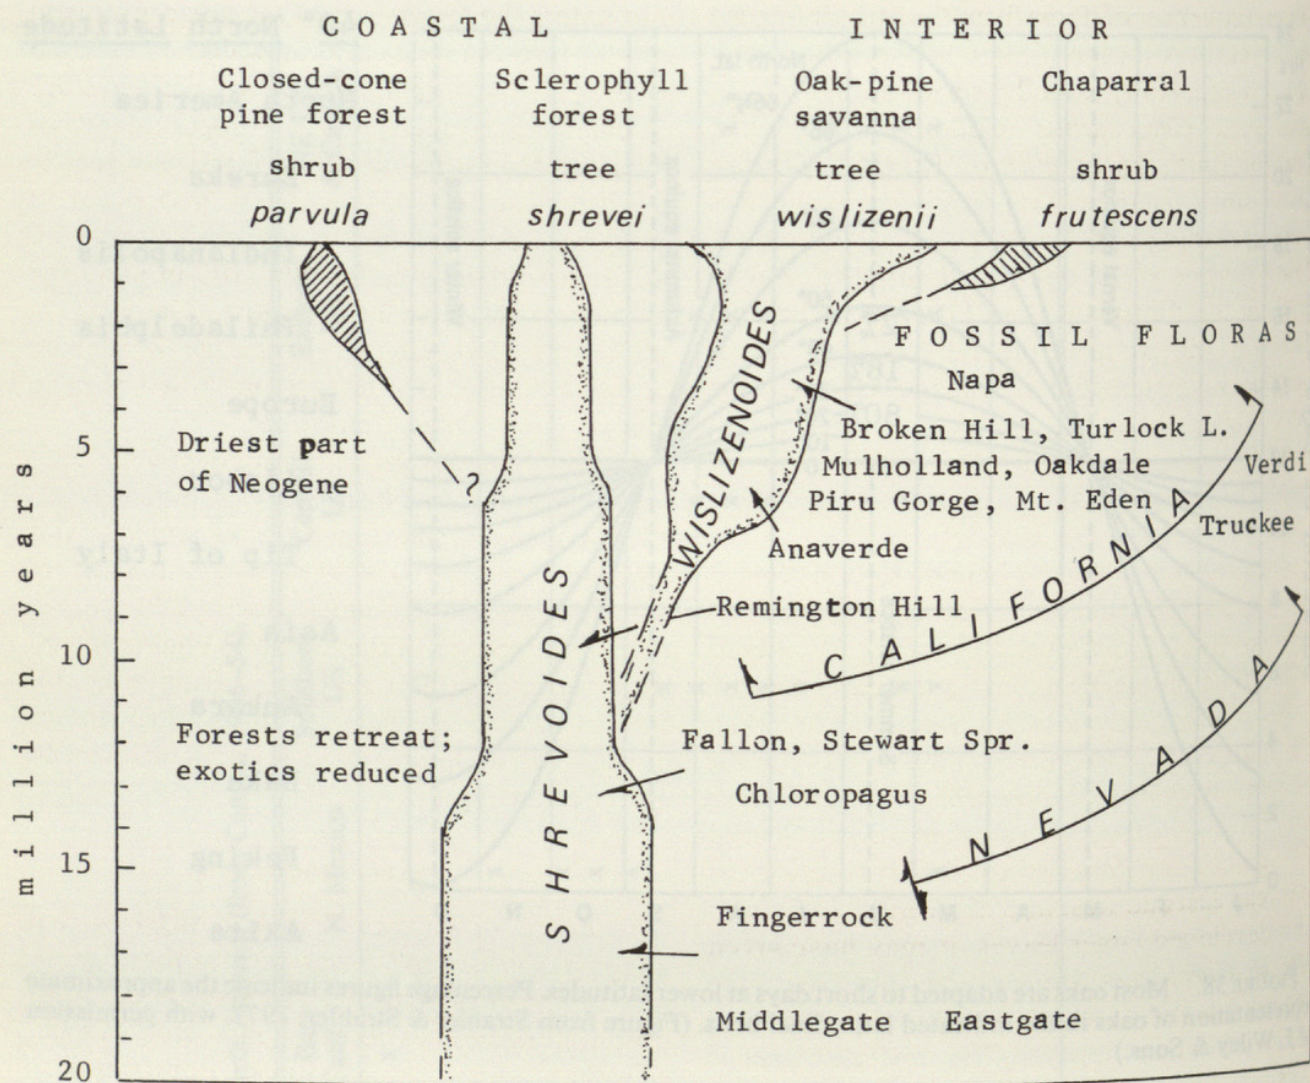 COASTAL INTERIOR
Closed-cone pine forest
Sclerophyll forest
Oak-pine savanna
Chaparral
shrub tree tree shrub
parvula shrevei wislizenii frutescens
0
5
10
15
20
million years
FOSSIL FLORAS
Napa
Broken Hill, Turlock L.
Mulholland, Oakdale
Verdi
Piru Gorge, Mt. Eden
Truckee
Anaverde
Remington Hill
CALIFORNIA
NEVADA
Driest part
of Neogene
?
WISLIZENOIDES
SHREVOIDES
Forests retreat;
exotics reduced
Fallon, Stewart Spr.
Chloropagus
Fingerrock
Middlegate Eastgate